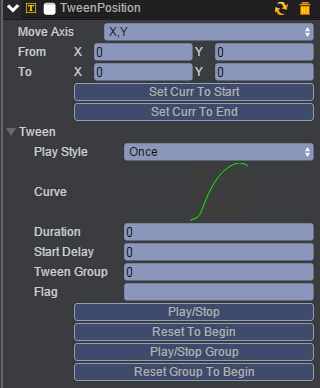 T TweenPosition
Move Axis X,Y
From X 0 Y 0
To X 0 Y 0
Set Curr To Start
Set Curr To End
Tween
Play Style Once
Curve
Duration 0
Start Delay 0
Tween Group 0
Flag
Play/Stop
Reset To Begin
Play/Stop Group
Reset Group To Begin